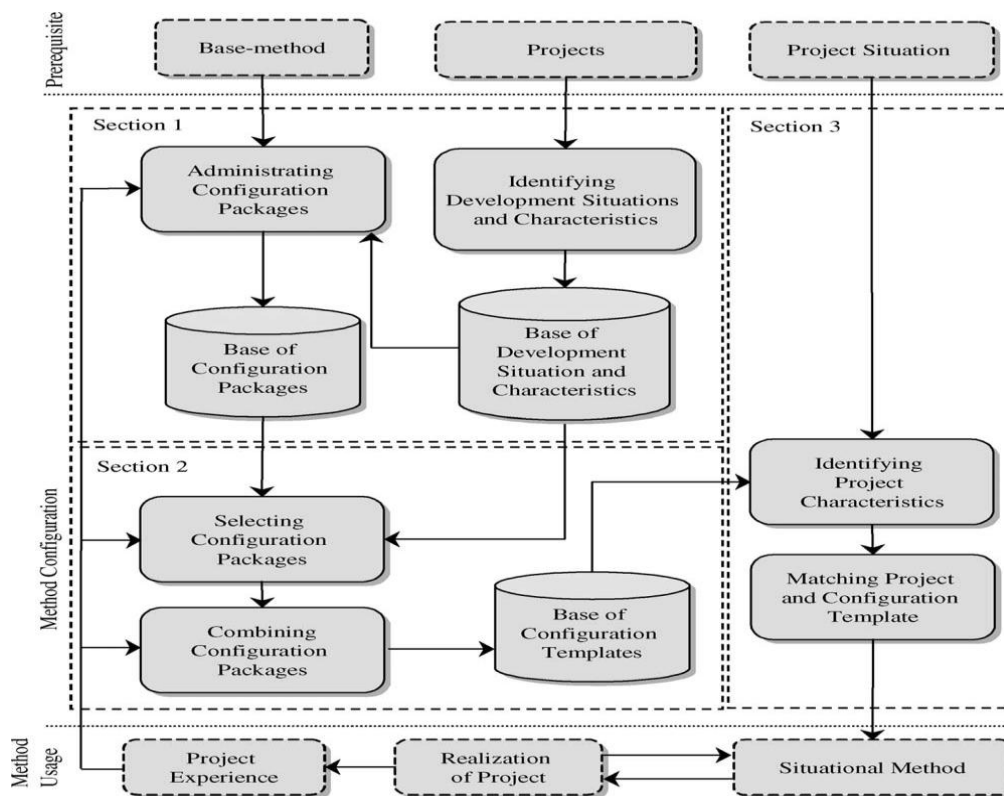 Prerequisite
Base-method
Projects
Project Situation
Method Configuration
Section 1
Administrating
Configuration
Packages
Identifying
Development Situations
and Characteristics
Base of
Configuration
Packages
Base of
Development
Situation and
Characteristics
Section 2
Selecting
Configuration
Packages
Combining
Configuration
Packages
Base of
Configuration
Templates
Section 3
Identifying
Project
Characteristics
Matching Project
and Configuration
Template
Method
Usage
Project
Experience
Realization
of Project
Situational Method